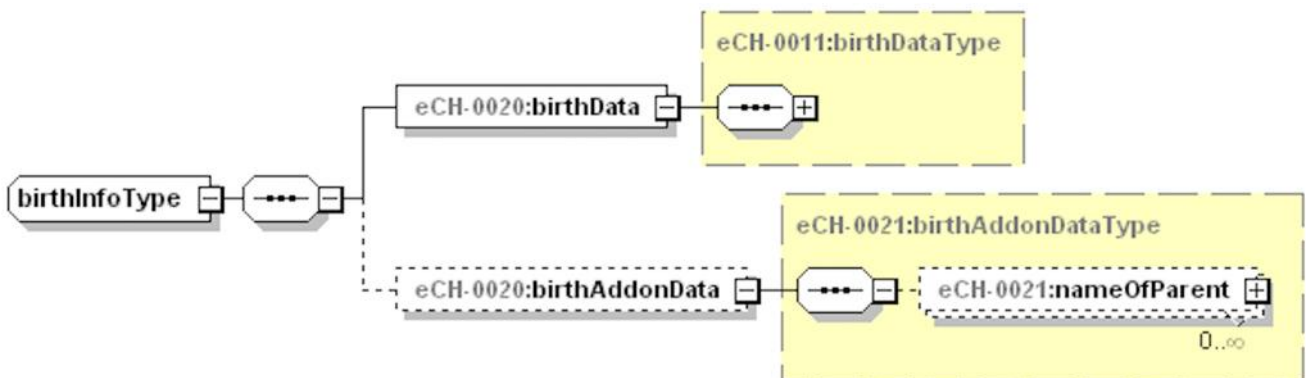 eCH-0011:birthDataType
eCH-0020:birthData
birthInfoType
eCH-0021:birthAddonDataType
eCH-0020:birthAddonData
eCH-0021:nameOfParent
0..∞